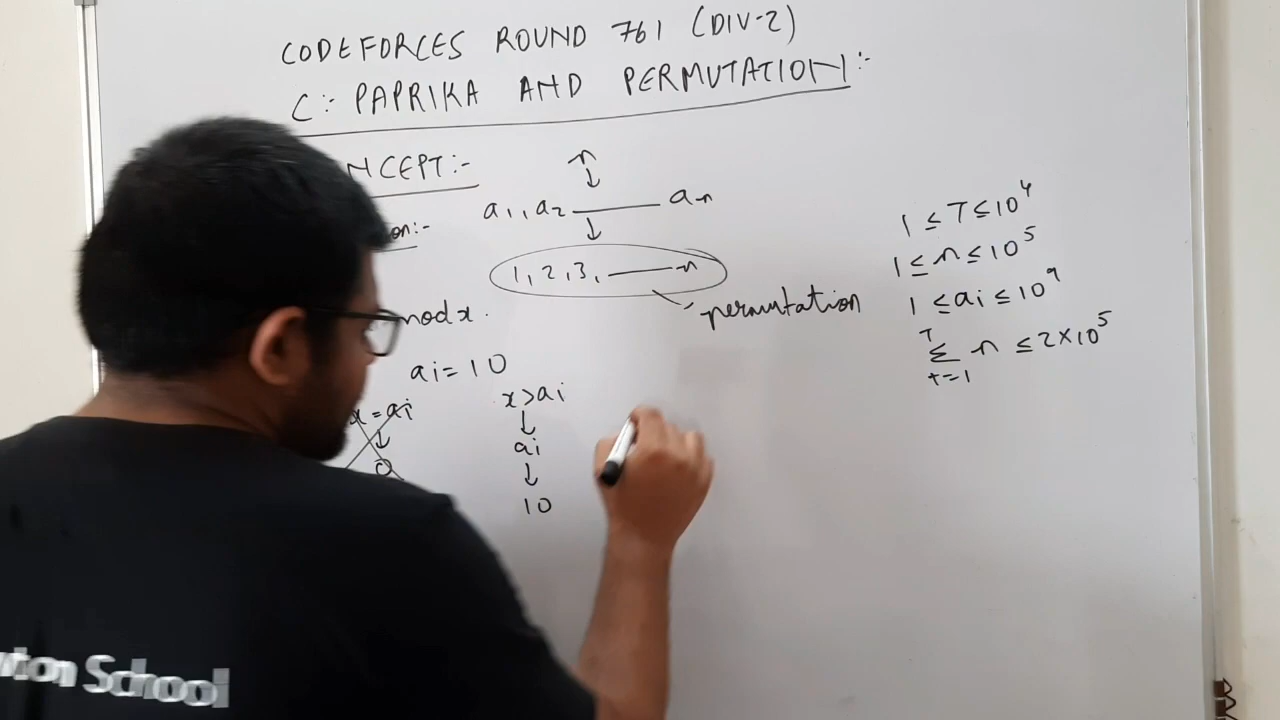 CODEFORCES ROUND 761 (DIV-2)
C:- PAPRIKA AND PERMUTATION:-
NCEPT:-
n
↓
a1, a2 ——— an
on:-
↓
1, 2, 3, ——— n
permutation
mod x.
ai = 10
x = ai
↓
0
x > ai
↓
ai
↓
10
1 ≤ T ≤ 10^4
1 ≤ n ≤ 10^5
1 ≤ ai ≤ 10^9
T
Σ n ≤ 2×10^5
t=1
School